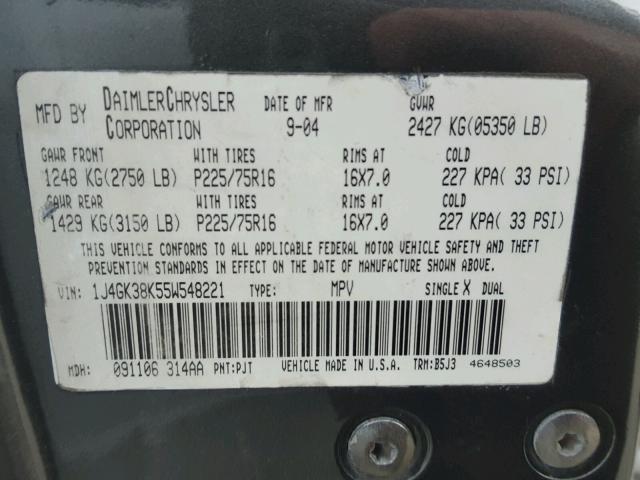 MFD BY DAIMLERCHRYSLER CORPORATION DATE OF MFR 9-04 GVWR 2427 KG(05350 LB)
GAWR FRONT WITH TIRES RIMS AT COLD
1248 KG(2750 LB) P225/75R16 16X7.0 227 KPA( 33 PSI)
GAWR REAR WITH TIRES RIMS AT COLD
1429 KG(3150 LB) P225/75R16 16X7.0 227 KPA( 33 PSI)
THIS VEHICLE CONFORMS TO ALL APPLICABLE FEDERAL MOTOR VEHICLE SAFETY AND THEFT
PREVENTION STANDARDS IN EFFECT ON THE DATE OF MANUFACTURE SHOWN ABOVE.
VIN: 1J4GK38K55W548221 TYPE: MPV SINGLE X DUAL
MDH: 091106 314AA PNT:PJT VEHICLE MADE IN U.S.A. TRM:B5J3 4648503